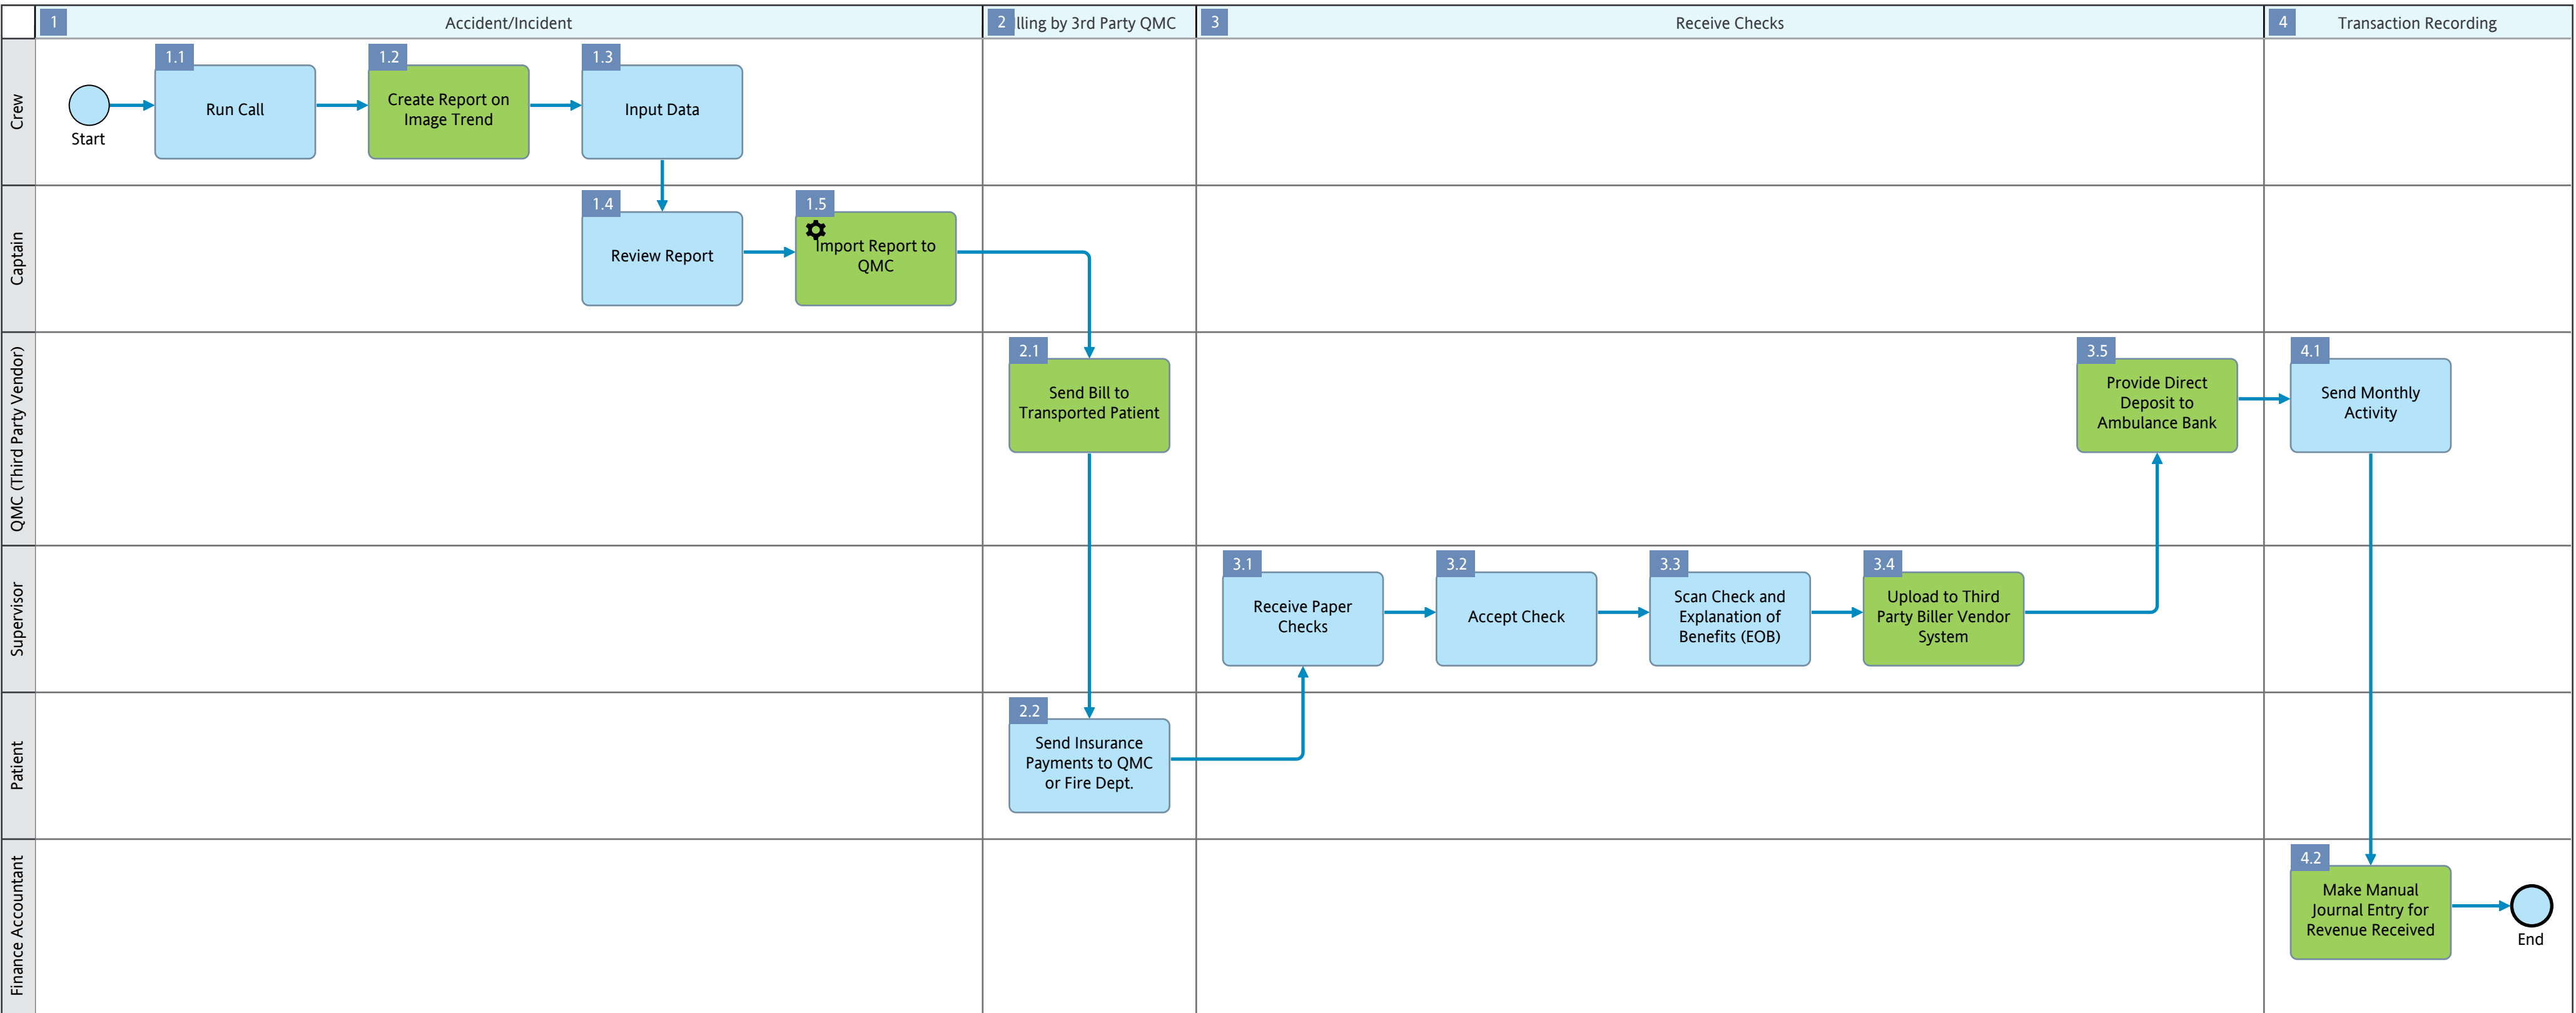 1
Accident/Incident
2
lling by 3rd Party QMC
3
Receive Checks
4
Transaction Recording
Crew
Start
1.1
Run Call
1.2
Create Report on
Image Trend
1.3
Input Data
Captain
1.4
Review Report
1.5
Import Report to
QMC
QMC (Third Party Vendor)
2.1
Send Bill to
Transported Patient
3.5
Provide Direct
Deposit to
Ambulance Bank
4.1
Send Monthly
Activity
Supervisor
3.1
Receive Paper
Checks
3.2
Accept Check
3.3
Scan Check and
Explanation of
Benefits (EOB)
3.4
Upload to Third
Party Biller Vendor
System
Patient
2.2
Send Insurance
Payments to QMC
or Fire Dept.
Finance Accountant
4.2
Make Manual
Journal Entry for
Revenue Received
End